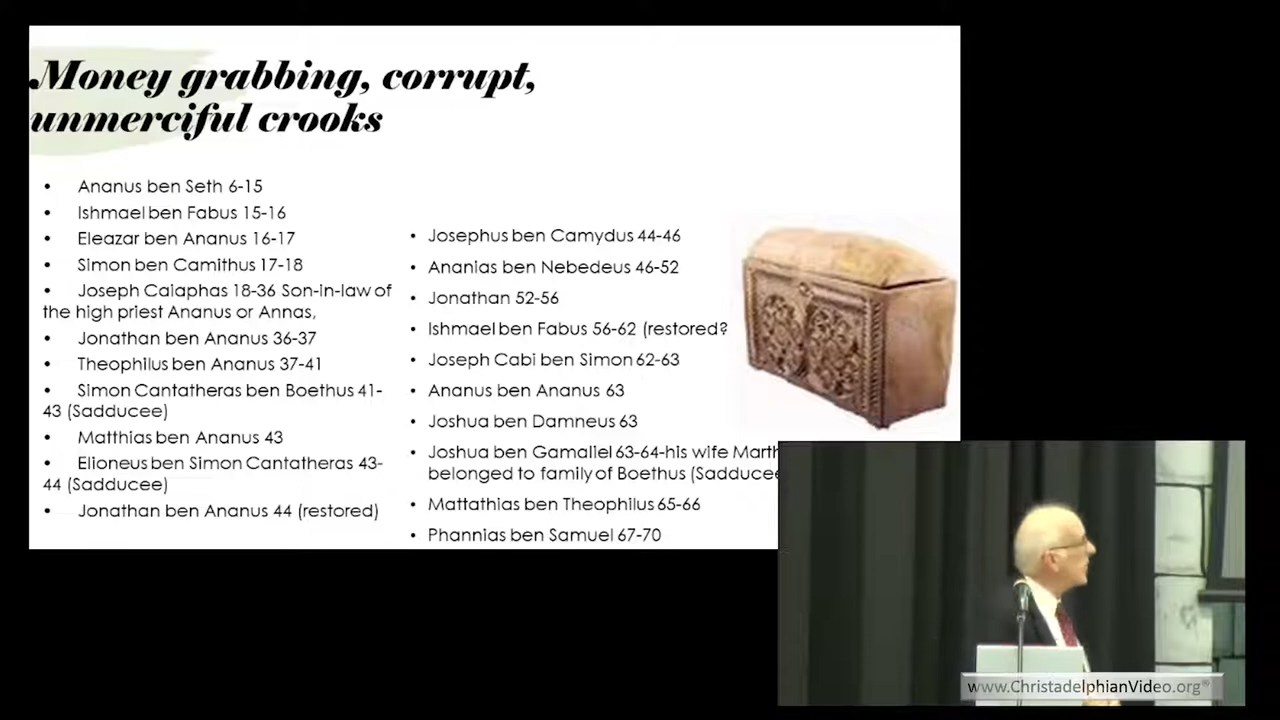 Money grabbing, corrupt,
unmerciful crooks
• Ananus ben Seth 6-15
• Ishmael ben Fabus 15-16
• Eleazar ben Ananus 16-17
• Simon ben Camithus 17-18
• Joseph Caiaphas 18-36 Son-in-law of
the high priest Ananus or Annas,
• Jonathan ben Ananus 36-37
• Theophilus ben Ananus 37-41
• Simon Cantatheras ben Boethus 41-
43 (Sadducee)
• Matthias ben Ananus 43
• Elioneus ben Simon Cantatheras 43-
44 (Sadducee)
• Jonathan ben Ananus 44 (restored)
• Josephus ben Camydus 44-46
• Ananias ben Nebedeus 46-52
• Jonathan 52-56
• Ishmael ben Fabus 56-62 (restored?
• Joseph Cabi ben Simon 62-63
• Ananus ben Ananus 63
• Joshua ben Damneus 63
• Joshua ben Gamaliel 63-64-his wife Marth
belonged to family of Boethus (Sadducee
• Mattathias ben Theophilus 65-66
• Phannias ben Samuel 67-70
www.ChristadelphianVideo.org®